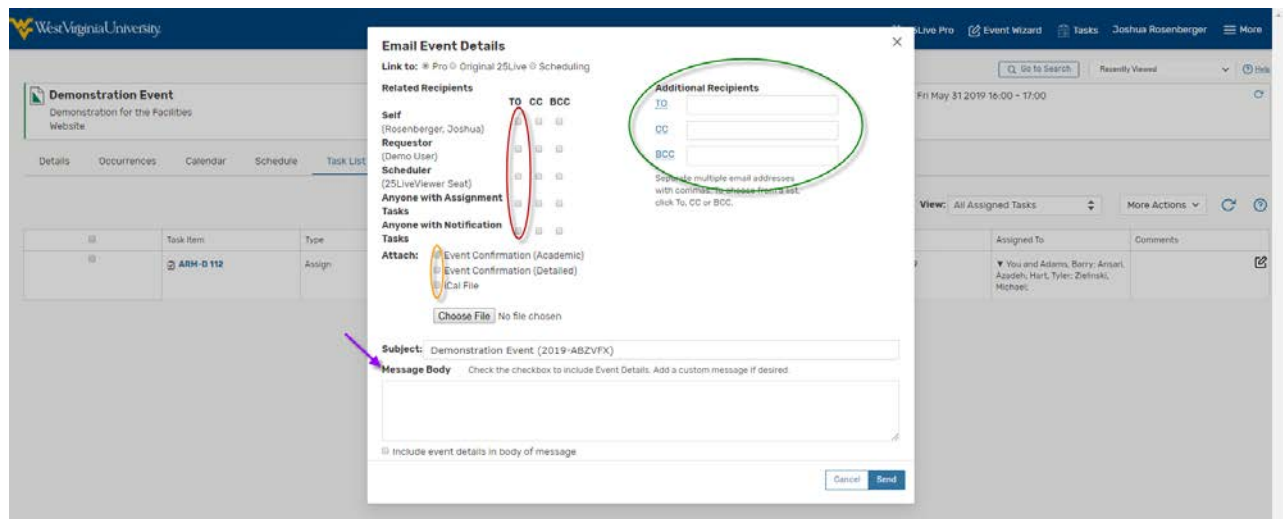 WestVirginiaUniversity
5Live Pro Event Wizard Tasks Joshua Rosenberger More
Go to Search Recently Viewed Help
Demonstration Event
Demonstration for the Facilities
Website
Fri May 31 2019 16:00 - 17:00
Details Occurrences Calendar Schedule Task List
View: All Assigned Tasks More Actions
Task Item Type Assigned To Comments
ARH-D 112 Assign
▼ You and Adams, Barry; Ansari,
Azadeh, Hart, Tyler; Zielinski,
Michael;
Email Event Details
Link to: Pro Original 25Live Scheduling
Related Recipients
TO CC BCC
Self
(Rosenberger, Joshua)
Requestor
(Demo User)
Scheduler
(25LiveViewer Seat)
Anyone with Assignment
Tasks
Anyone with Notification
Tasks
Additional Recipients
TO
CC
BCC
Separate multiple email addresses
with commas. To choose from a list,
click To, CC or BCC.
Attach: Event Confirmation (Academic)
Event Confirmation (Detailed)
iCal File
Choose File No file chosen
Subject: Demonstration Event (2019-ABZVFX)
Message Body Check the checkbox to include Event Details. Add a custom message if desired
Include event details in body of message
Cancel Send